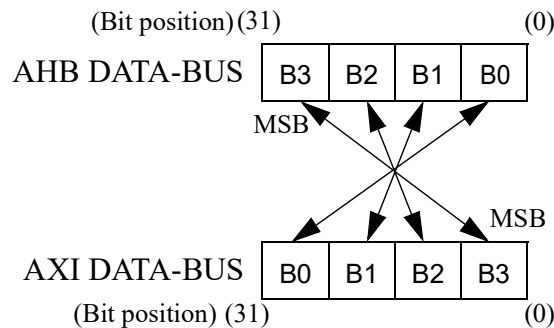 (Bit position) (31) (0)
AHB DATA-BUS B3 B2 B1 B0
MSB
MSB
AXI DATA-BUS B0 B1 B2 B3
(Bit position) (31) (0)